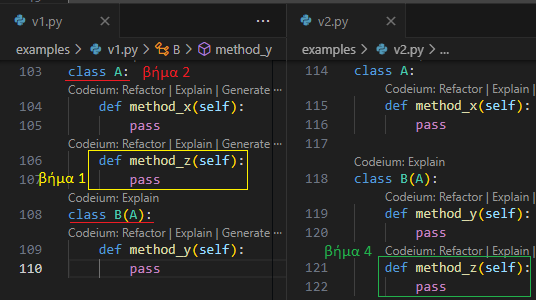 v1.py
examples > v1.py > B > method_y
103 class A: βήμα 2
Codeium: Refactor | Explain | Generate ···
104 def method_x(self):
105 pass
Codeium: Refactor | Explain | Generate ···
106 def method_z(self):
107 pass
βήμα 1
Codeium: Explain
108 class B(A):
Codeium: Refactor | Explain | Generate ···
109 def method_y(self):
110 pass
v2.py
examples > v2.py > ...
114 class A:
Codeium: Refactor | Explain |
115 def method_x(self):
116 pass
117
Codeium: Explain
118 class B(A):
Codeium: Refactor | Explain |
119 def method_y(self):
120 pass
βήμα 4
Codeium: Refactor | Explain |
121 def method_z(self):
122 pass